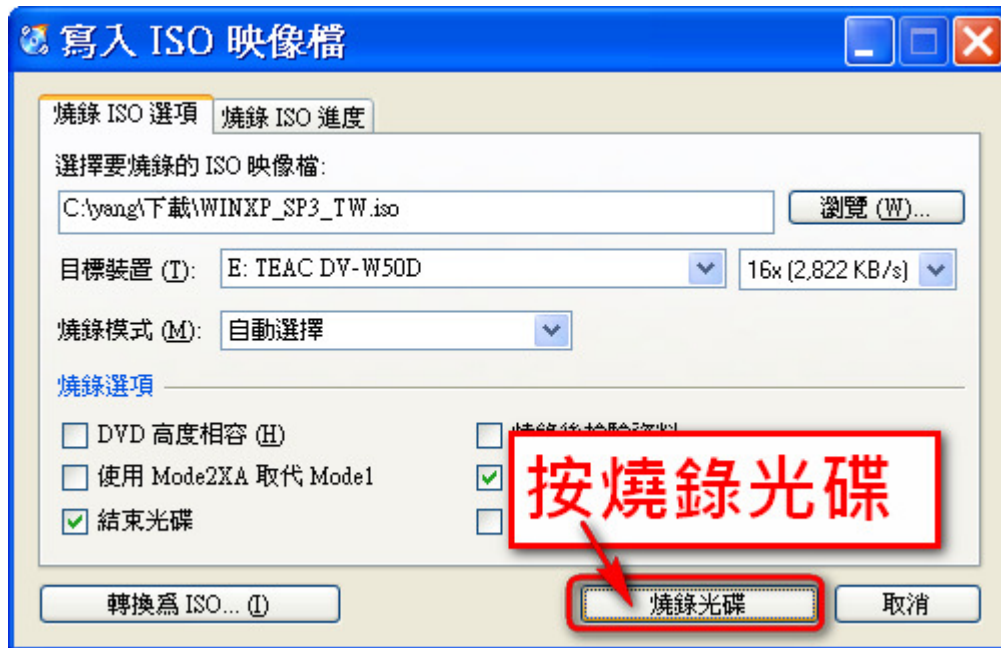 寫入 ISO 映像檔
燒錄 ISO 選項 燒錄 ISO 進度
選擇要燒錄的 ISO 映像檔:
C:\yang\下載\WINXP_SP3_TW.iso 瀏覽 (W)...
目標裝置 (T): E: TEAC DV-W50D 16x (2,822 KB/s)
燒錄模式 (M): 自動選擇
燒錄選項
DVD 高度相容 (H)
使用 Mode2XA 取代 Mode1
按燒錄光碟
結束光碟
轉換爲 ISO... (I) 燒錄光碟 取消